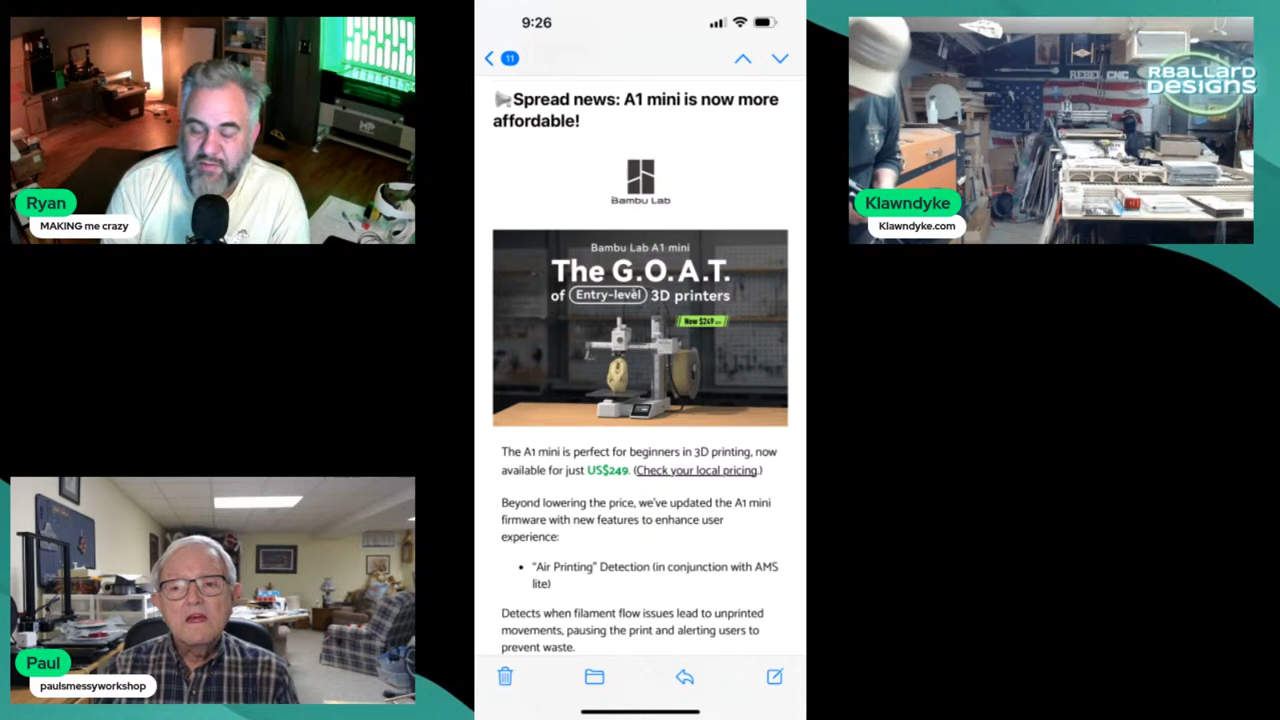 Ryan
MAKING me crazy
MP
9:26
11
📢Spread news: A1 mini is now more
affordable!
Bambu Lab
Bambu Lab A1 mini
The G.O.A.T.
of Entry-level 3D printers
Now $249
The A1 mini is perfect for beginners in 3D printing, now
available for just US$249. (Check your local pricing.)
Beyond lowering the price, we've updated the A1 mini
firmware with new features to enhance user
experience:
• "Air Printing" Detection (in conjunction with AMS
lite)
Detects when filament flow issues lead to unprinted
movements, pausing the print and alerting users to
prevent waste.
RBALLARD
DESIGNS
REBEL CNC
Klawndyke
Klawndyke.com
Paul
paulsmessyworkshop